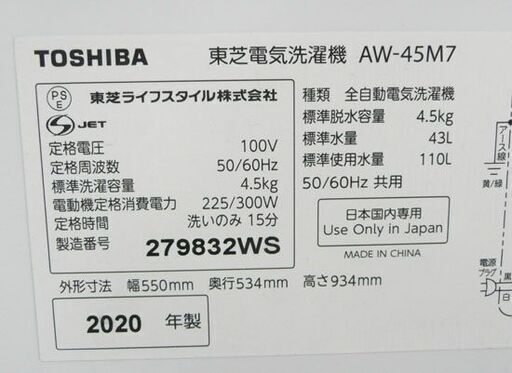 TOSHIBA 東芝電気洗濯機 AW-45M7
PS
E
東芝ライフスタイル株式会社
JET
定格電圧 100V
定格周波数 50/60Hz
標準洗濯容量 4.5kg
電動機定格消費電力 225/300W
定格時間 洗いのみ 15分
製造番号 279832WS
種類 全自動電気洗濯機
標準脱水容量 4.5kg
標準水量 43L
標準使用水量 110L
50/60Hz 共用
日本国内専用
Use Only in Japan
MADE IN CHINA
外形寸法 幅550mm 奥行534mm 高さ934mm
2020 年製
アース線
黄/緑
電源
プラグ
黒
白